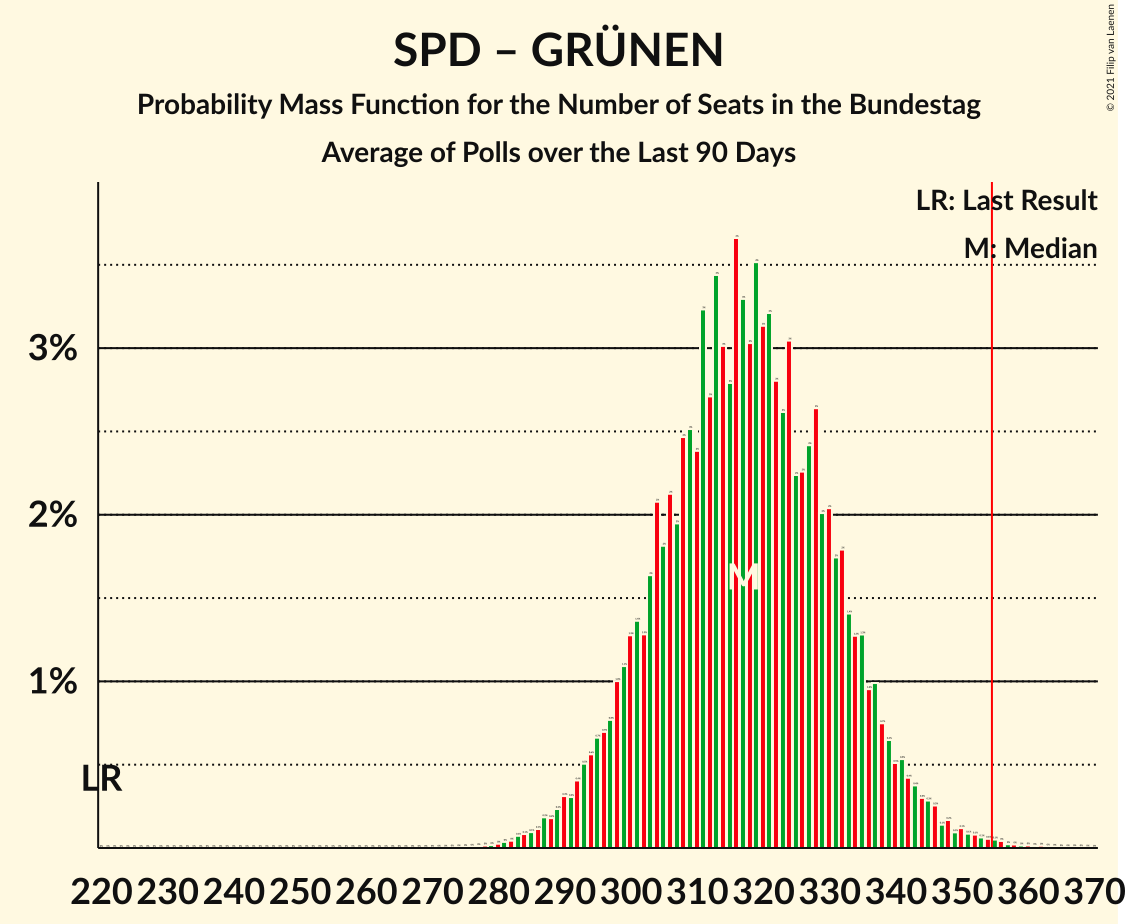 SPD – GRÜNEN
Probability Mass Function for the Number of Seats in the Bundestag
Average of Polls over the Last 90 Days
© 2021 Filip van Laenen
LR: Last Result
M: Median
3%
2%
1%
M
LR
220 230 240 250 260 270 280 290 300 310 320 330 340 350 360 370